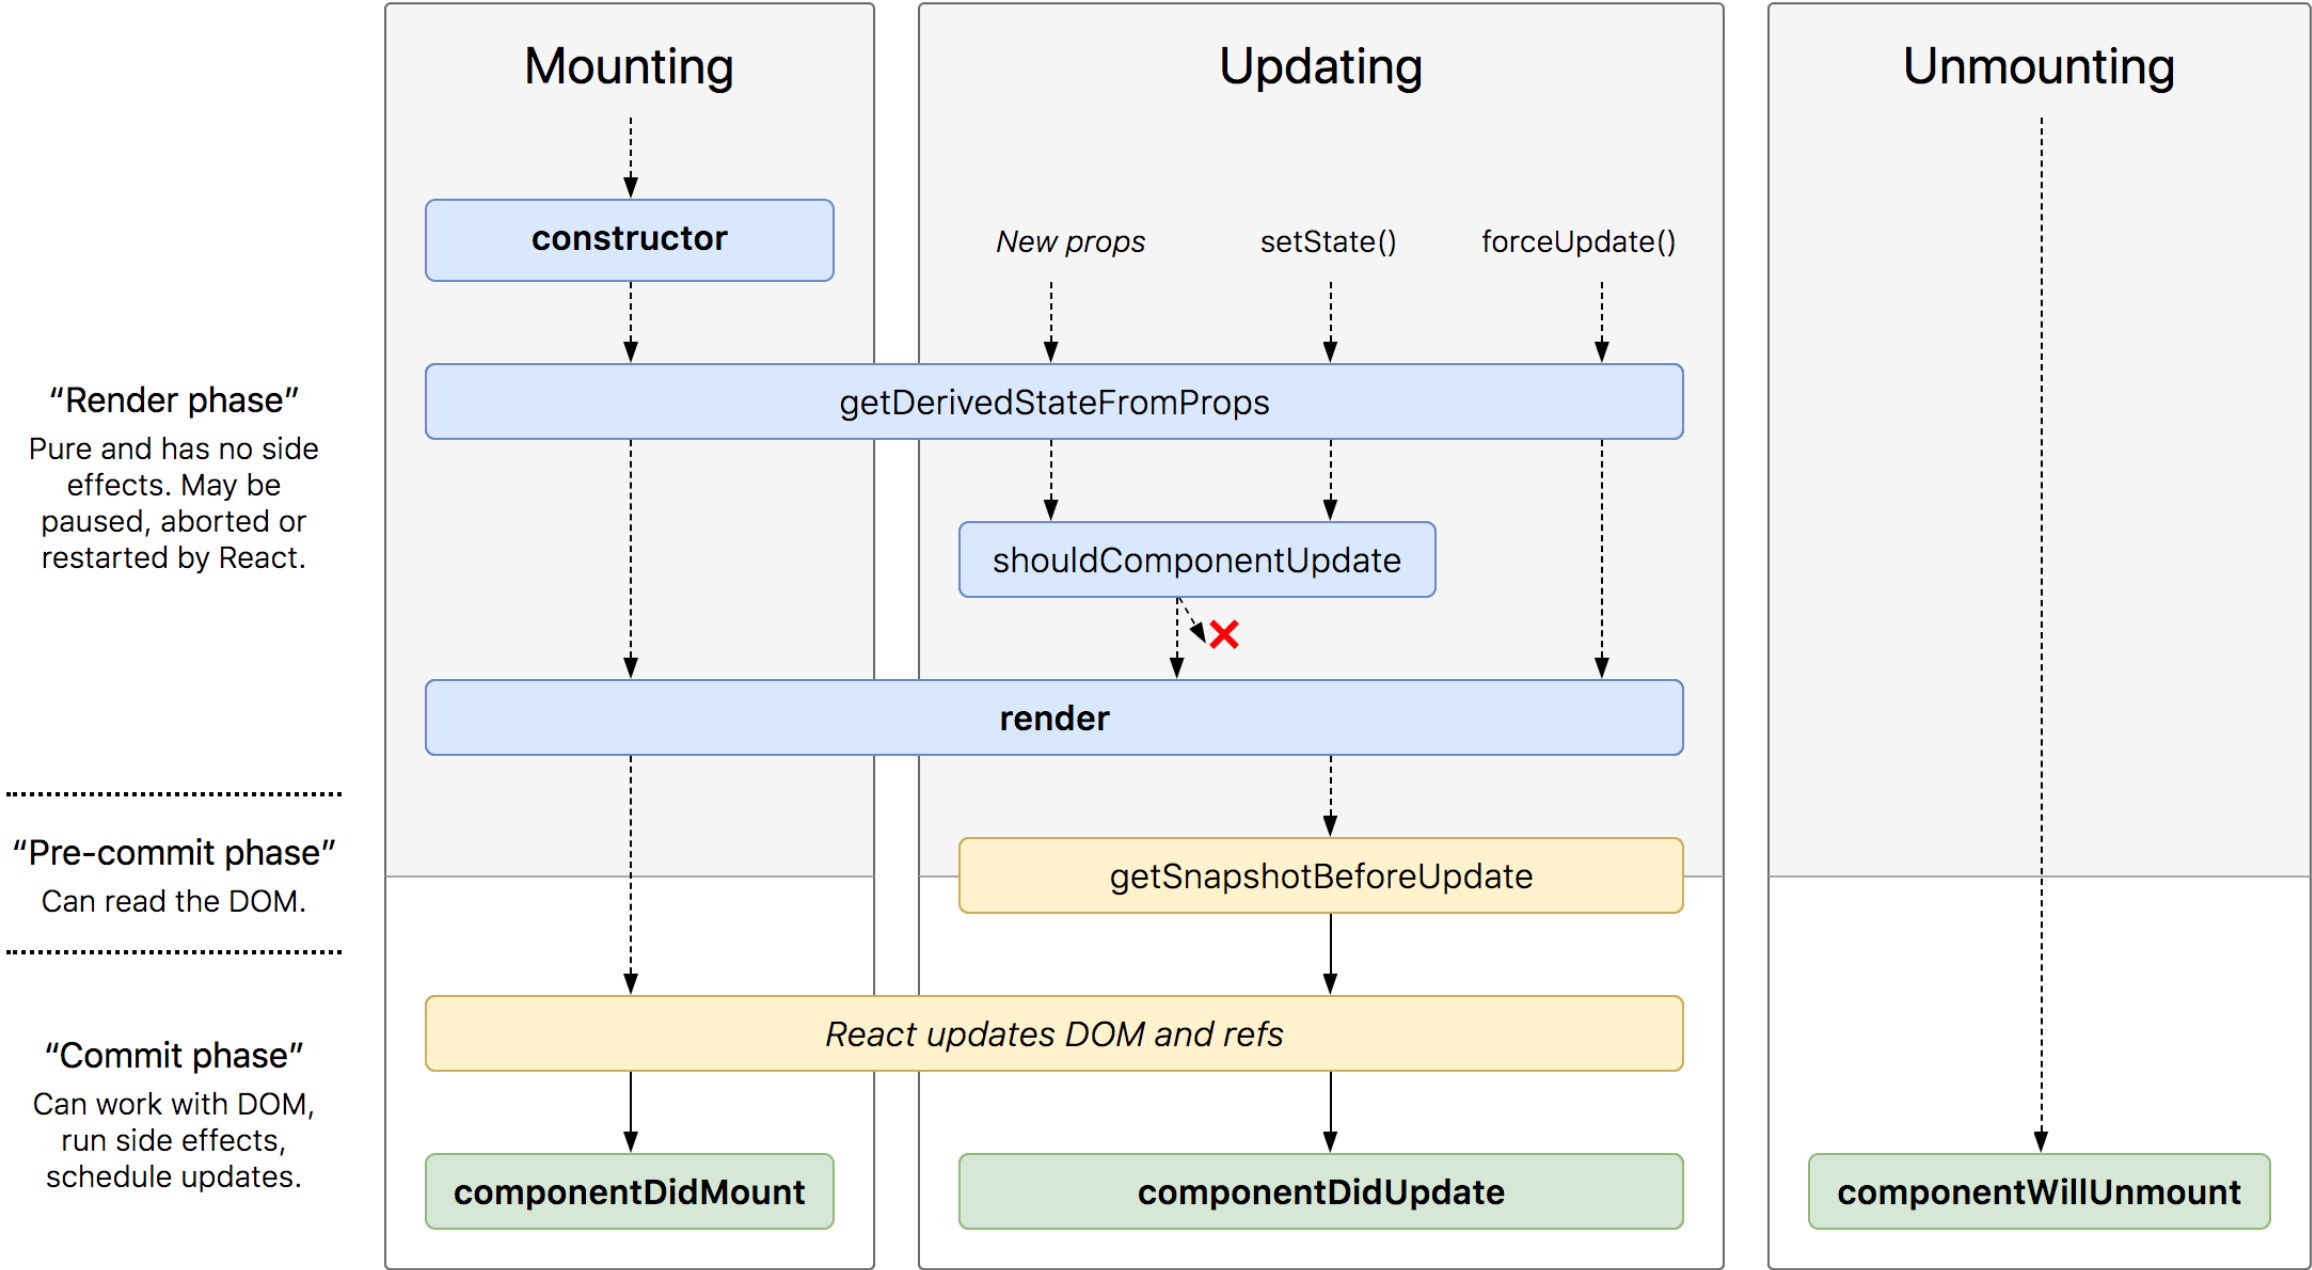 Mounting
Updating
Unmounting
constructor
New props
setState()
forceUpdate()
“Render phase”
Pure and has no side
effects. May be
paused, aborted or
restarted by React.
getDerivedStateFromProps
shouldComponentUpdate
render
“Pre-commit phase”
Can read the DOM.
getSnapshotBeforeUpdate
“Commit phase”
Can work with DOM,
run side effects,
schedule updates.
React updates DOM and refs
componentDidMount
componentDidUpdate
componentWillUnmount